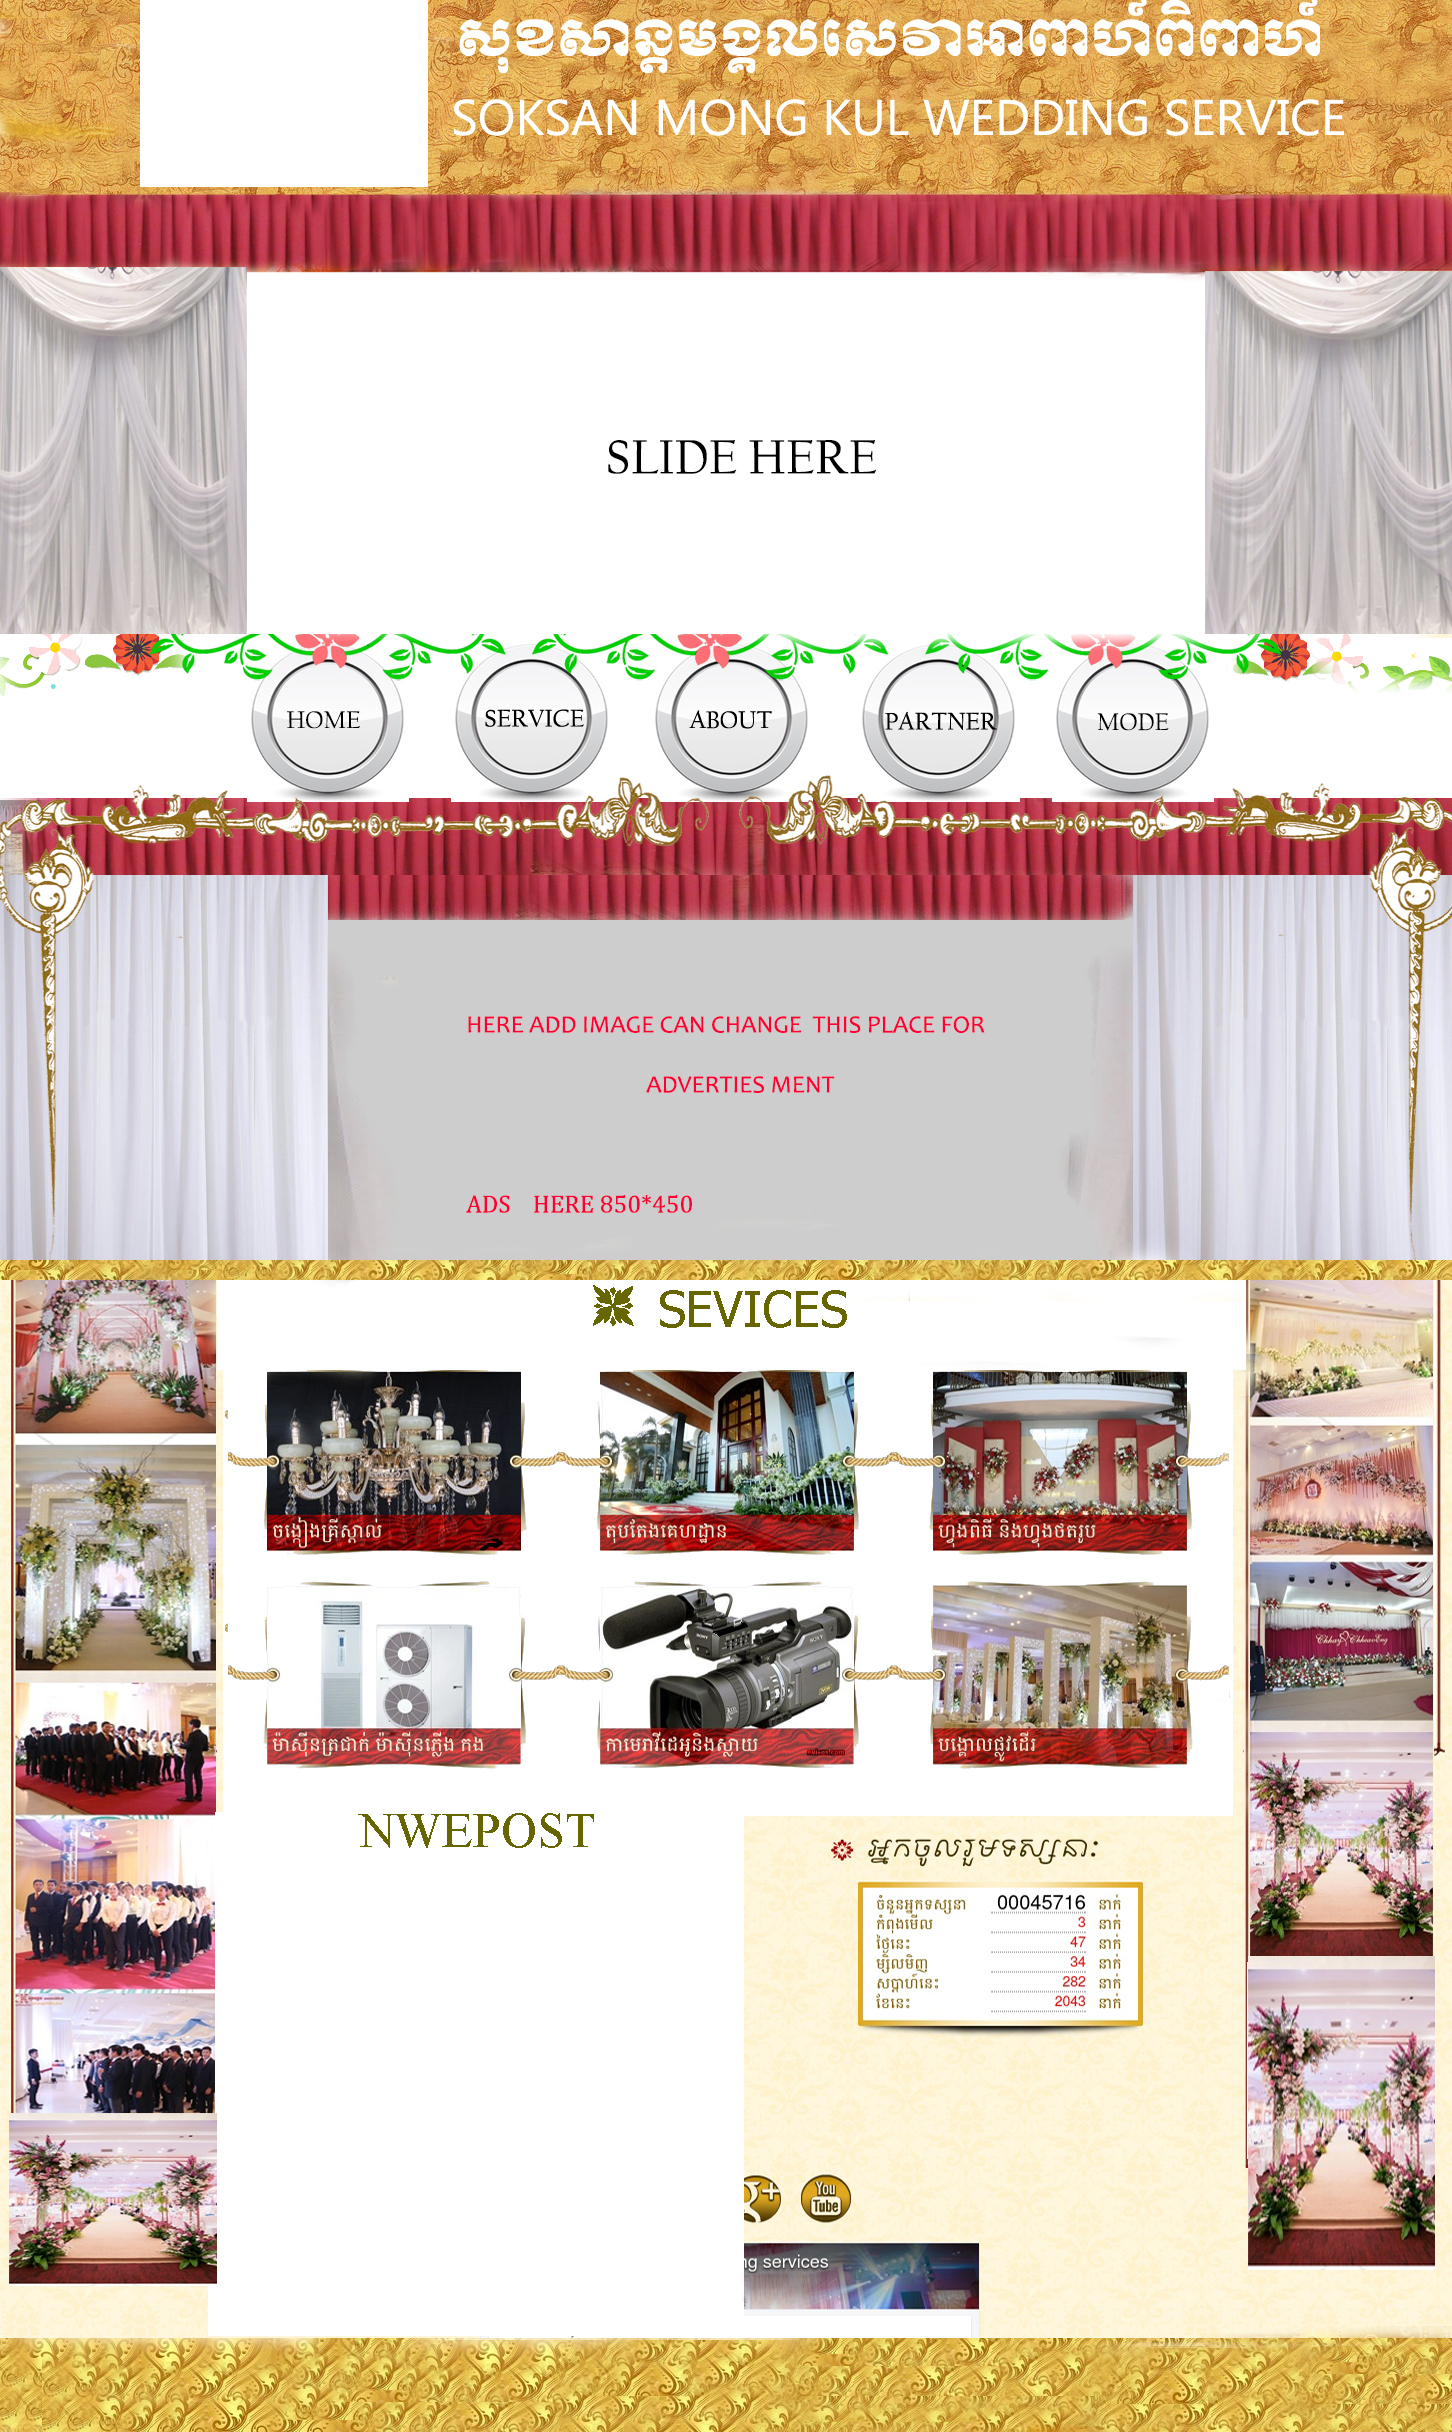 សុខសាន្តមង្គលសេវាអាពាហ៍ពិពាហ៍
SOKSAN MONG KUL WEDDING SERVICE
SLIDE HERE
HOME
SERVICE
ABOUT
PARTNER
MODE
HERE ADD IMAGE CAN CHANGE THIS PLACE FOR
ADVERTIES MENT
ADS HERE 850*450
SEVICES
ចង្កៀងគ្រីស្តាល់
តុបតែងគេហដ្ឋាន
ហ្វុងពិធី និងហ្វុងថតរូប
ម៉ាស៊ីនត្រជាក់ ម៉ាស៊ីនភ្លើង កង
កាមេរ៉ាវីដេអូនិងស្លាយ
បង្គោលផ្លូវដើរ
NWEPOST
អ្នកចូលរួមទស្សនា:
ចំនួនអ្នកទស្សនា 00045716 នាក់
កំពុងមើល 3 នាក់
ថ្ងៃនេះ 47 នាក់
ម្សិលមិញ 34 នាក់
សប្តាហ៍នេះ 282 នាក់
ខែនេះ 2043 នាក់
g+
You
Tube
ng services